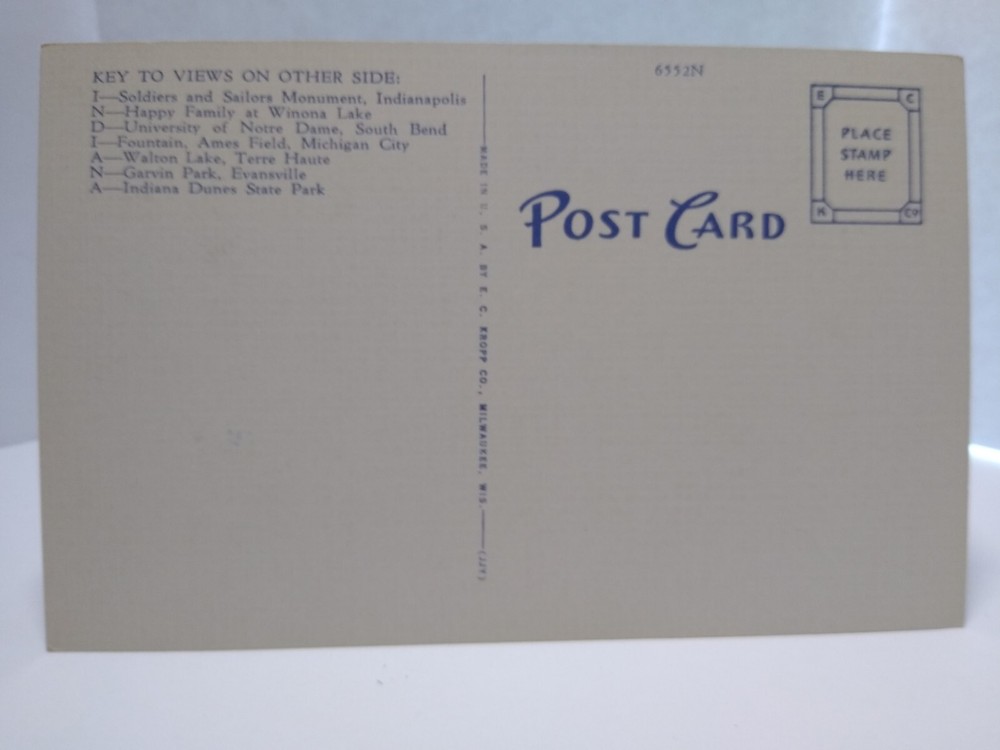 KEY TO VIEWS ON OTHER SIDE:
I—Soldiers and Sailors Monument, Indianapolis
N—Happy Family at Winona Lake
D—University of Notre Dame, South Bend
I—Fountain, Ames Field, Michigan City
A—Walton Lake, Terre Haute
N—Garvin Park, Evansville
A—Indiana Dunes State Park
MADE IN U. S. A. BY E. C. KROPP CO., MILWAUKEE, WIS.
6552N
POST CARD
E C
PLACE
STAMP
HERE
K CO